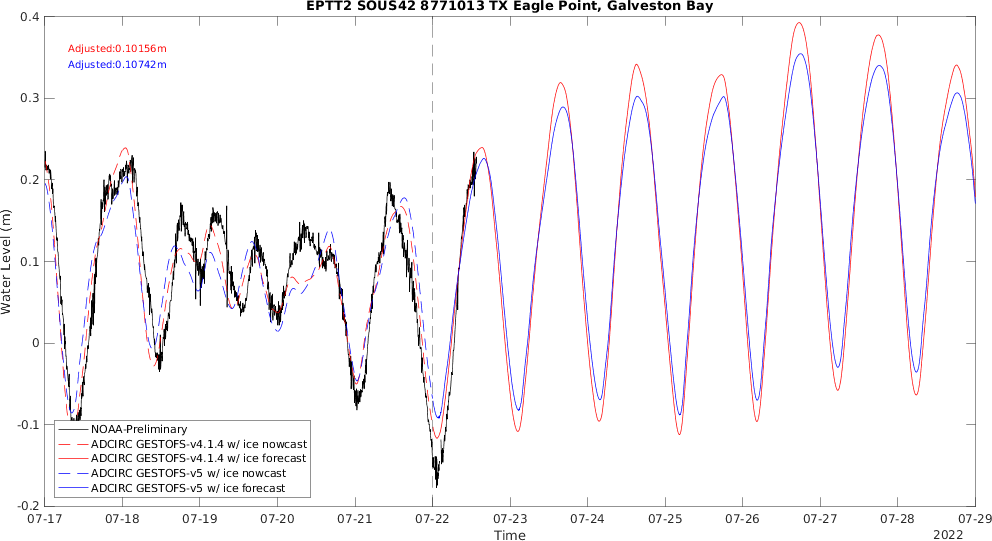 EPTT2 SOUS42 8771013 TX Eagle Point, Galveston Bay
0.4
Adjusted:0.10156m
Adjusted:0.10742m
0.3
0.2
0.1
0
-0.1
-0.2
Water Level (m)
NOAA-Preliminary
ADCIRC GESTOFS-v4.1.4 w/ ice nowcast
ADCIRC GESTOFS-v4.1.4 w/ ice forecast
ADCIRC GESTOFS-v5 w/ ice nowcast
ADCIRC GESTOFS-v5 w/ ice forecast
07-17 07-18 07-19 07-20 07-21 07-22 07-23 07-24 07-25 07-26 07-27 07-28 07-29
Time
2022